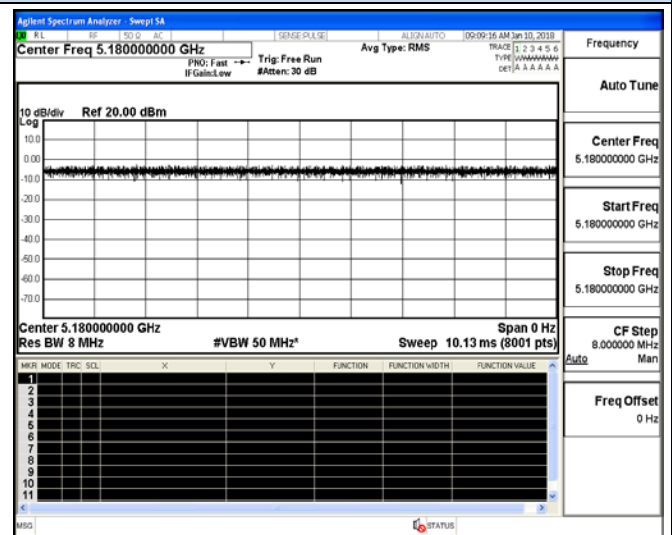 Agilent Spectrum Analyzer - Swept SA
RL RF 50 Ω AC SENSE:PULSE ALIGN AUTO 09:09:16 AM Jan 10, 2018
Center Freq 5.180000000 GHz
PNO: Fast
IFGain:Low
Trig: Free Run
#Atten: 30 dB
Avg Type: RMS
TRACE 1 2 3 4 5 6
TYPE
DET A A A A A A
Frequency
Auto Tune
Center Freq
5.180000000 GHz
Start Freq
5.180000000 GHz
Stop Freq
5.180000000 GHz
CF Step
8.000000 MHz
Auto Man
Freq Offset
0 Hz
10 dB/div Ref 20.00 dBm
Log
10.0
0.00
-10.0
-20.0
-30.0
-40.0
-50.0
-60.0
-70.0
Center 5.180000000 GHz Span 0 Hz
Res BW 8 MHz #VBW 50 MHz* Sweep 10.13 ms (8001 pts)
MKR MODE TRC SCL X Y FUNCTION FUNCTION WIDTH FUNCTION VALUE
1
2
3
4
5
6
7
8
9
10
11
MSG STATUS